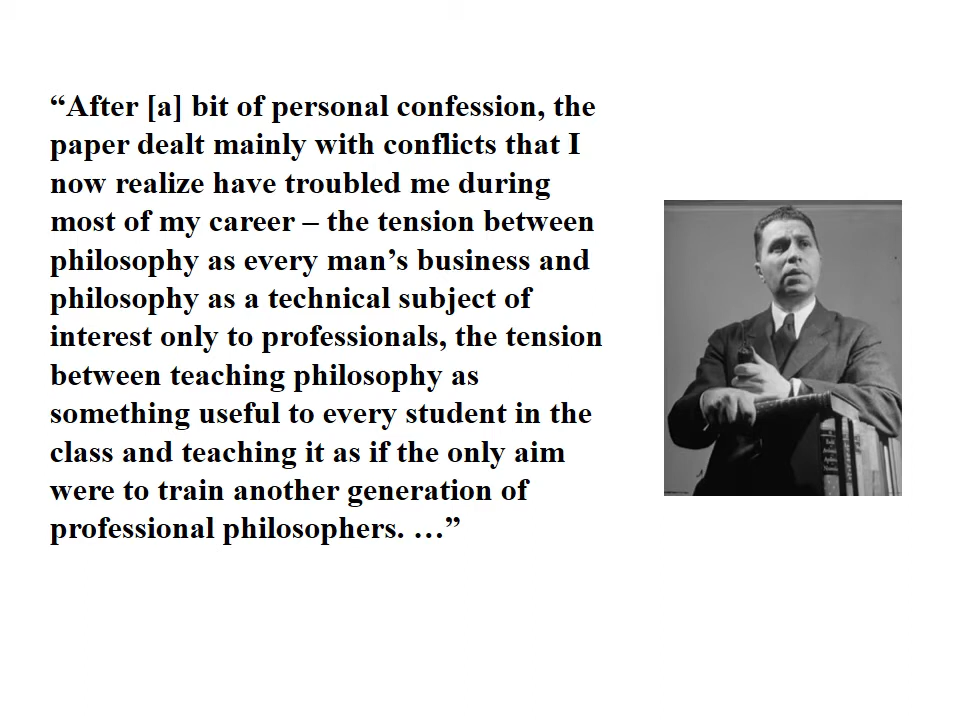 “After [a] bit of personal confession, the
paper dealt mainly with conflicts that I
now realize have troubled me during
most of my career – the tension between
philosophy as every man’s business and
philosophy as a technical subject of
interest only to professionals, the tension
between teaching philosophy as
something useful to every student in the
class and teaching it as if the only aim
were to train another generation of
professional philosophers. …”